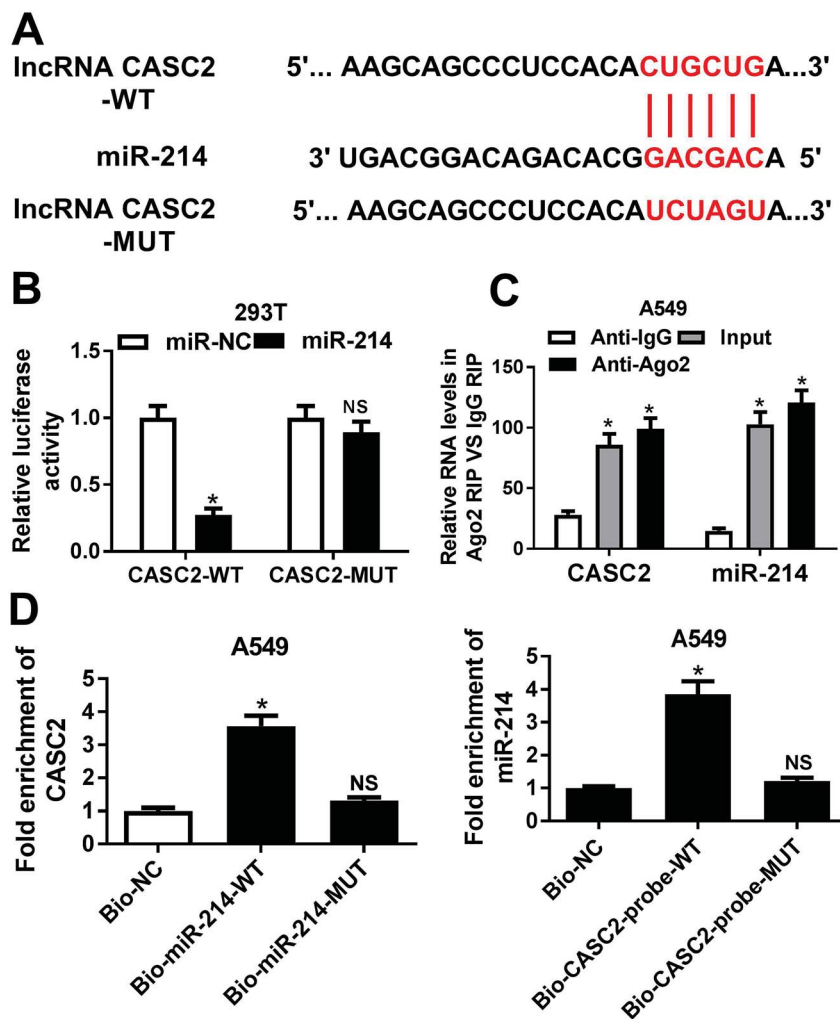 A
lncRNA CASC2
-WT
5'... AAGCAGCCCUCCACACUGCUGA...3'
miR-214
3' UGACGGACAGACACGGACGACA 5'
lncRNA CASC2
-MUT
5'... AAGCAGCCCUCCACAUCUAGUA...3'
B
293T
miR-NC miR-214
Relative luciferase
activity
1.5
1.0
0.5
0.0
*
NS
CASC2-WT
CASC2-MUT
C
A549
Anti-IgG Input
Anti-Ago2
Relative RNA levels in
Ago2 RIP VS IgG RIP
150
100
50
0
* *
* *
CASC2
miR-214
D
A549
Fold enrichment of
CASC2
5
4
3
2
1
0
*
NS
Bio-NC
Bio-miR-214-WT
Bio-miR-214-MUT
A549
Fold enrichment of
miR-214
5
4
3
2
1
0
*
NS
Bio-NC
Bio-CASC2-probe-WT
Bio-CASC2-probe-MUT